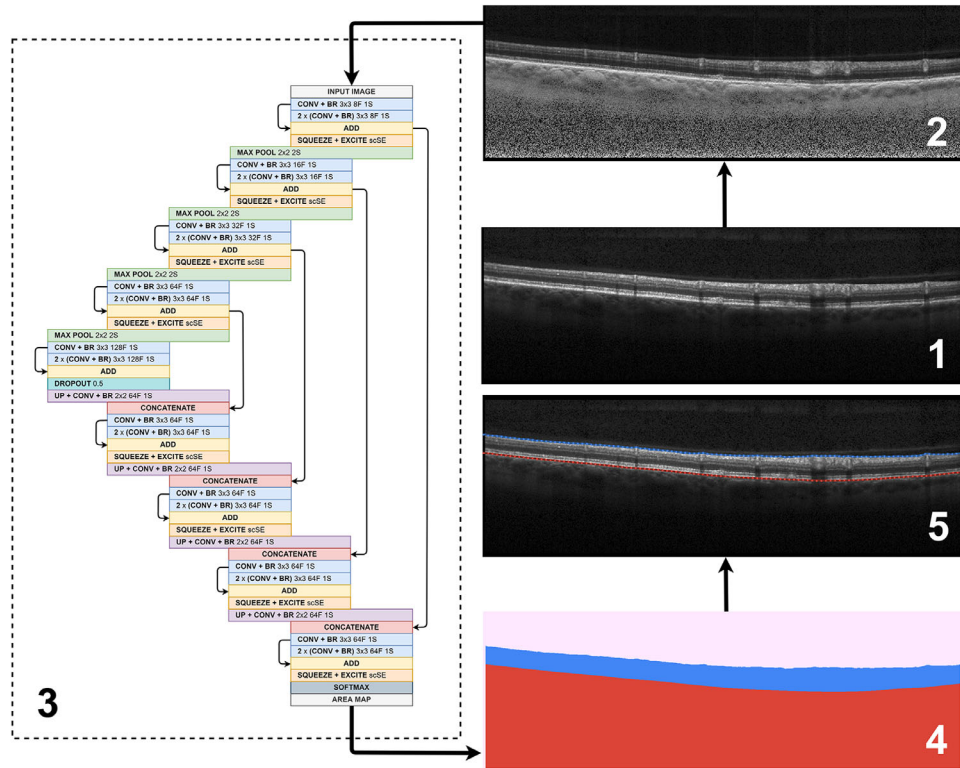 INPUT IMAGE
CONV + BR 3x3 8F 1S
2 x (CONV + BR) 3x3 8F 1S
ADD
SQUEEZE + EXCITE scSE
MAX POOL 2x2 2S
CONV + BR 3x3 16F 1S
2 x (CONV + BR) 3x3 16F 1S
ADD
SQUEEZE + EXCITE scSE
MAX POOL 2x2 2S
CONV + BR 3x3 32F 1S
2 x (CONV + BR) 3x3 32F 1S
ADD
SQUEEZE + EXCITE scSE
MAX POOL 2x2 2S
CONV + BR 3x3 64F 1S
2 x (CONV + BR) 3x3 64F 1S
ADD
SQUEEZE + EXCITE scSE
MAX POOL 2x2 2S
CONV + BR 3x3 128F 1S
2 x (CONV + BR) 3x3 128F 1S
ADD
DROPOUT 0.5
UP + CONV + BR 2x2 64F 1S
CONCATENATE
CONV + BR 3x3 64F 1S
2 x (CONV + BR) 3x3 64F 1S
ADD
SQUEEZE + EXCITE scSE
UP + CONV + BR 2x2 64F 1S
CONCATENATE
CONV + BR 3x3 64F 1S
2 x (CONV + BR) 3x3 64F 1S
ADD
SQUEEZE + EXCITE scSE
UP + CONV + BR 2x2 64F 1S
CONCATENATE
CONV + BR 3x3 64F 1S
2 x (CONV + BR) 3x3 64F 1S
ADD
SQUEEZE + EXCITE scSE
UP + CONV + BR 2x2 64F 1S
CONCATENATE
CONV + BR 3x3 64F 1S
2 x (CONV + BR) 3x3 64F 1S
ADD
SQUEEZE + EXCITE scSE
SOFTMAX
AREA MAP
3
2
1
5
4